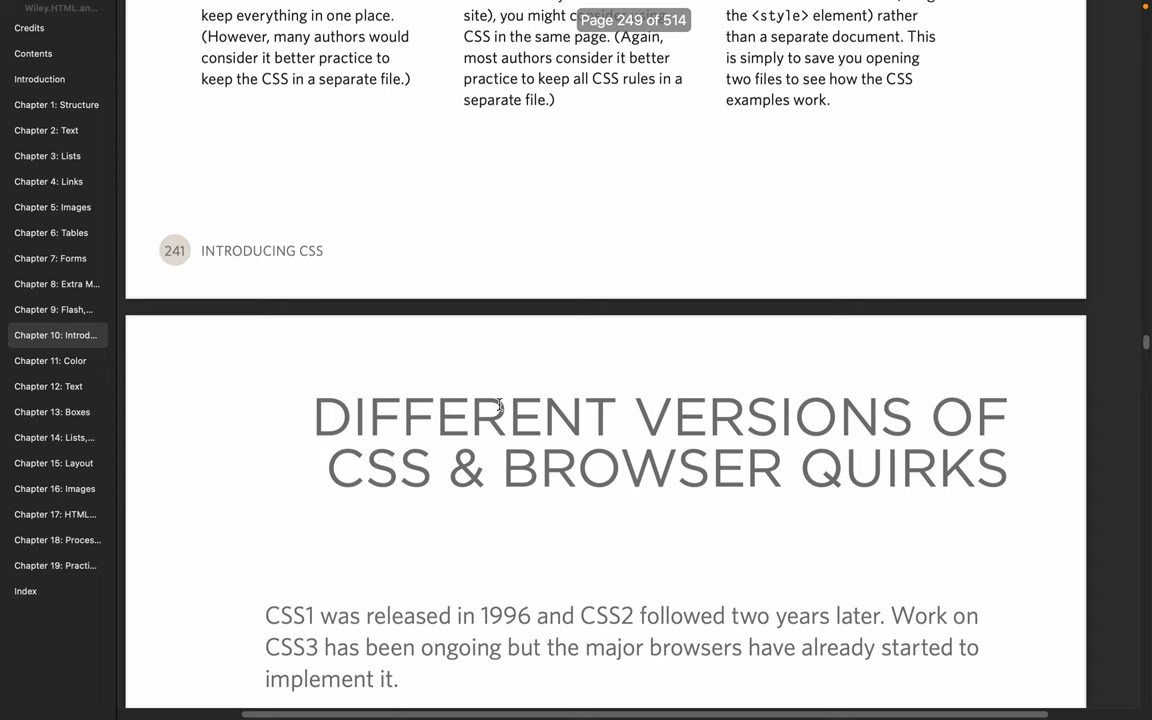 Wiley.HTML.an...
Credits
Contents
Introduction
Chapter 1: Structure
Chapter 2: Text
Chapter 3: Lists
Chapter 4: Links
Chapter 5: Images
Chapter 6: Tables
Chapter 7: Forms
Chapter 8: Extra M...
Chapter 9: Flash,...
Chapter 10: Introd...
Chapter 11: Color
Chapter 12: Text
Chapter 13: Boxes
Chapter 14: Lists,...
Chapter 15: Layout
Chapter 16: Images
Chapter 17: HTML...
Chapter 18: Proces...
Chapter 19: Practi...
Index
Page 249 of 514
keep everything in one place.
(However, many authors would
consider it better practice to
keep the CSS in a separate file.)
site), you might
CSS in the same page. (Again,
most authors consider it better
practice to keep all CSS rules in a
separate file.)
the <style> element) rather
than a separate document. This
is simply to save you opening
two files to see how the CSS
examples work.
241 INTRODUCING CSS
DIFFERENT VERSIONS OF
CSS & BROWSER QUIRKS
CSS1 was released in 1996 and CSS2 followed two years later. Work on
CSS3 has been ongoing but the major browsers have already started to
implement it.